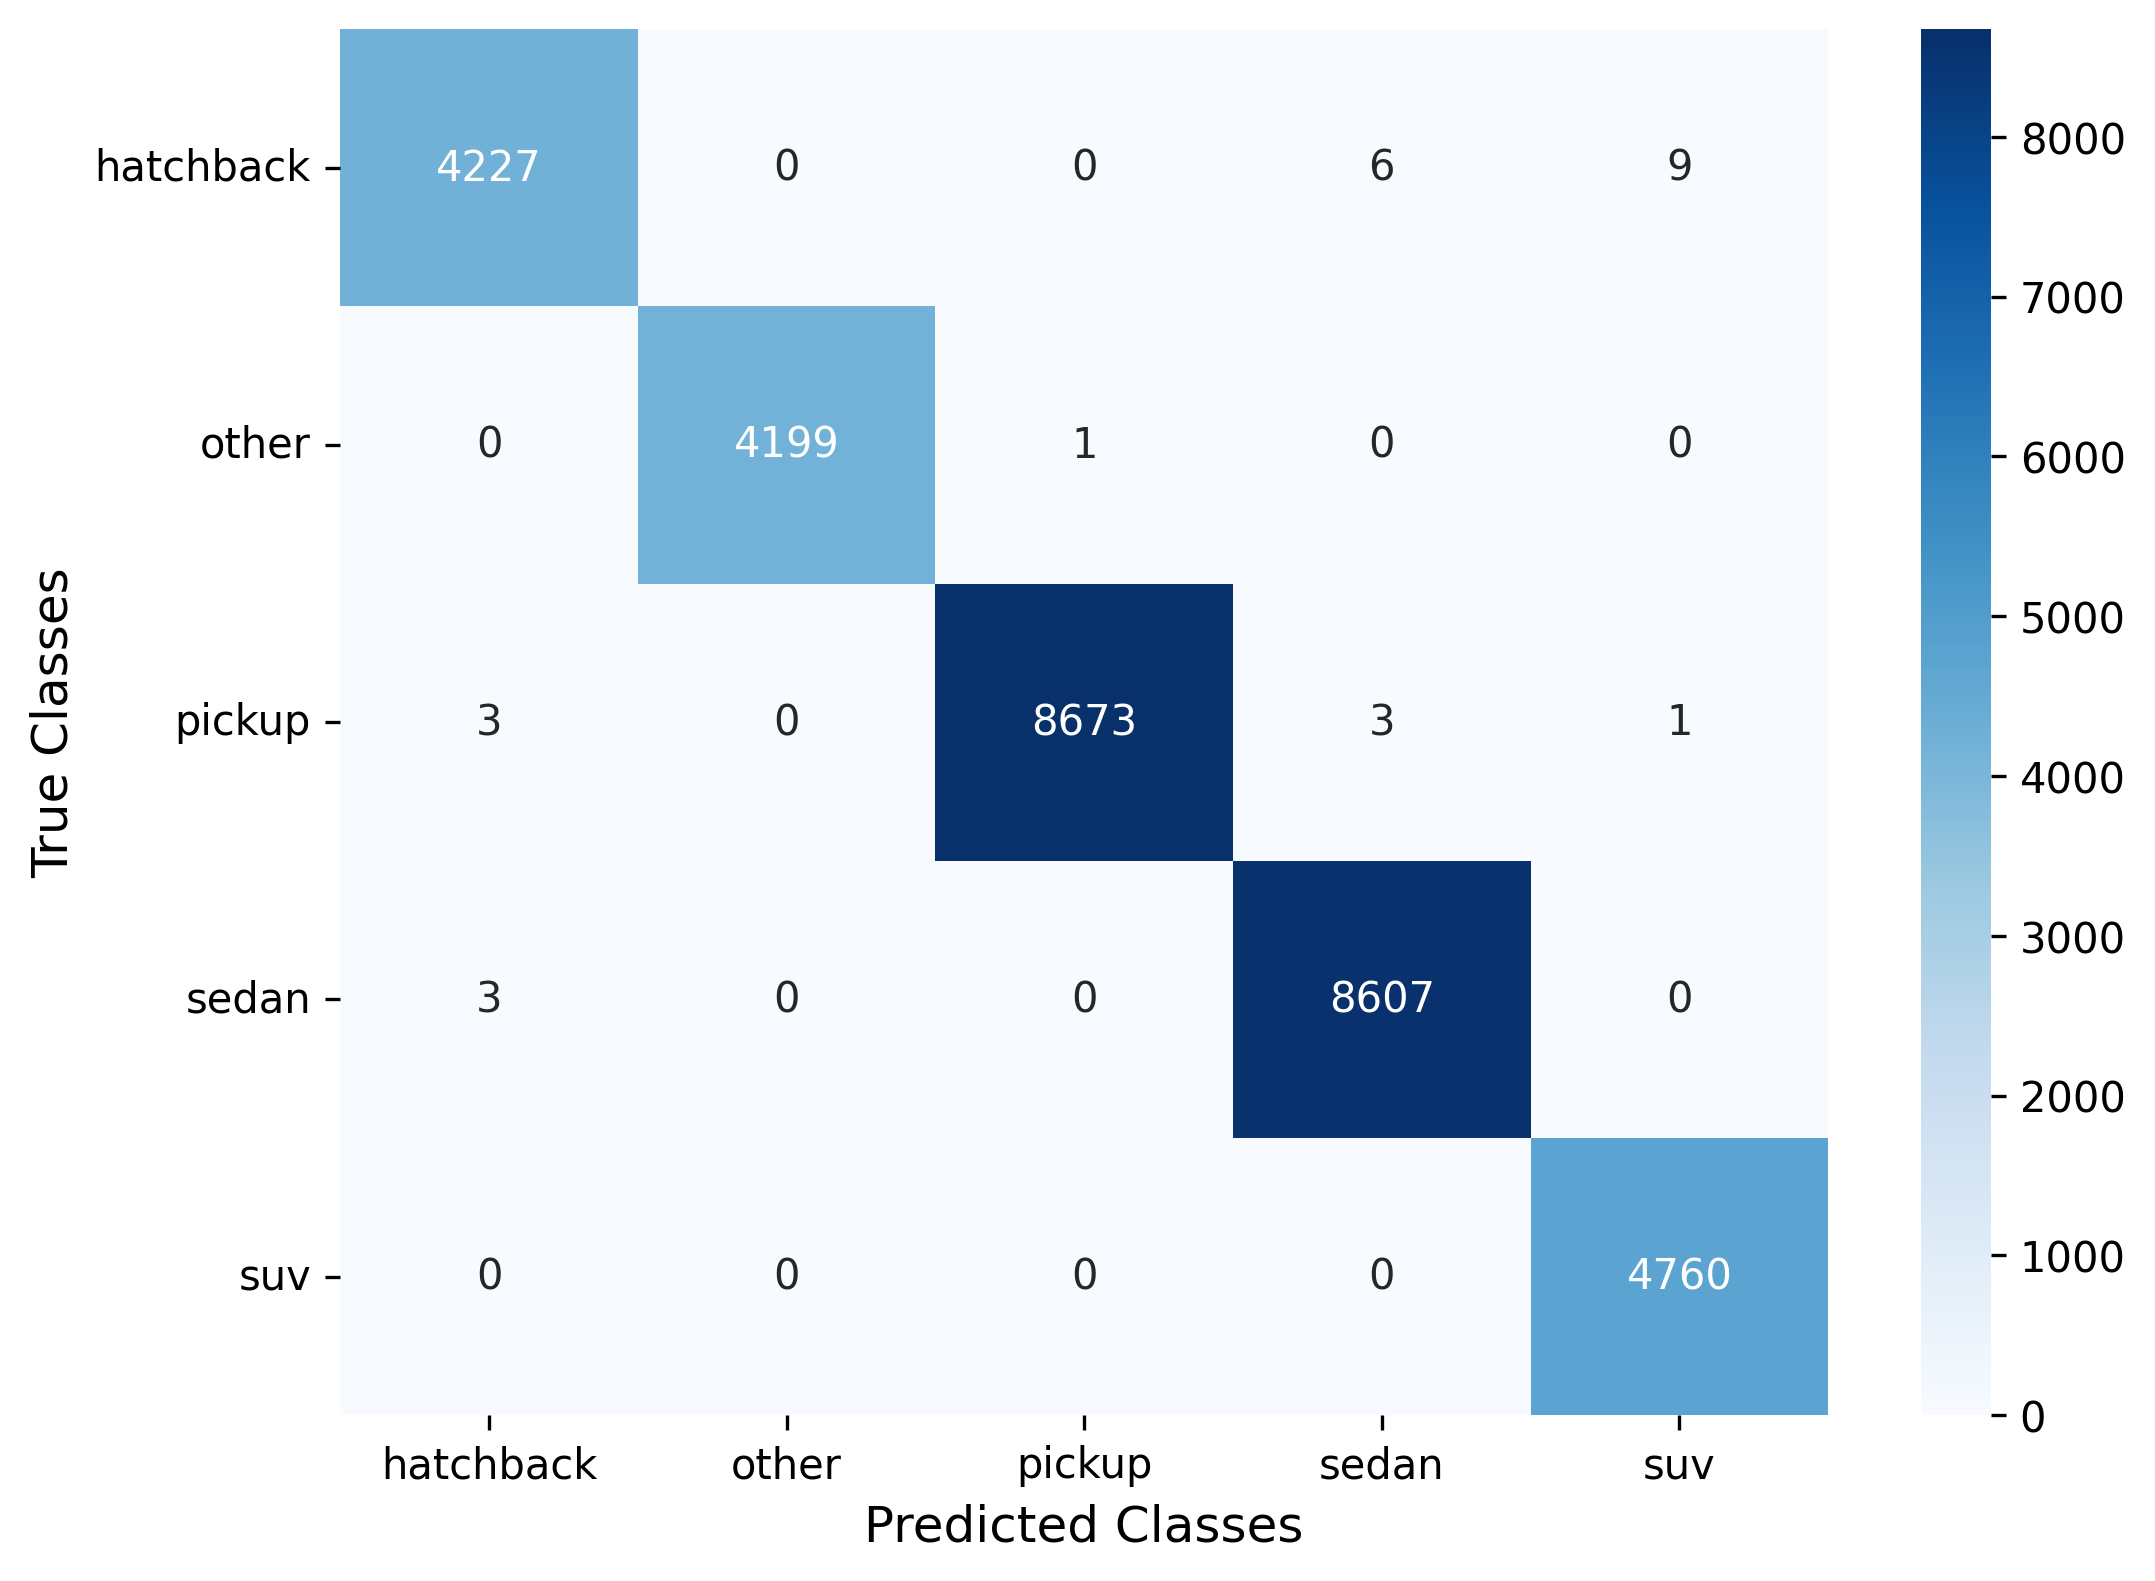 hatchback 4227 0 0 6 9
other 0 4199 1 0 0
pickup 3 0 8673 3 1
sedan 3 0 0 8607 0
suv 0 0 0 0 4760
hatchback other pickup sedan suv
Predicted Classes
True Classes
8000
7000
6000
5000
4000
3000
2000
1000
0